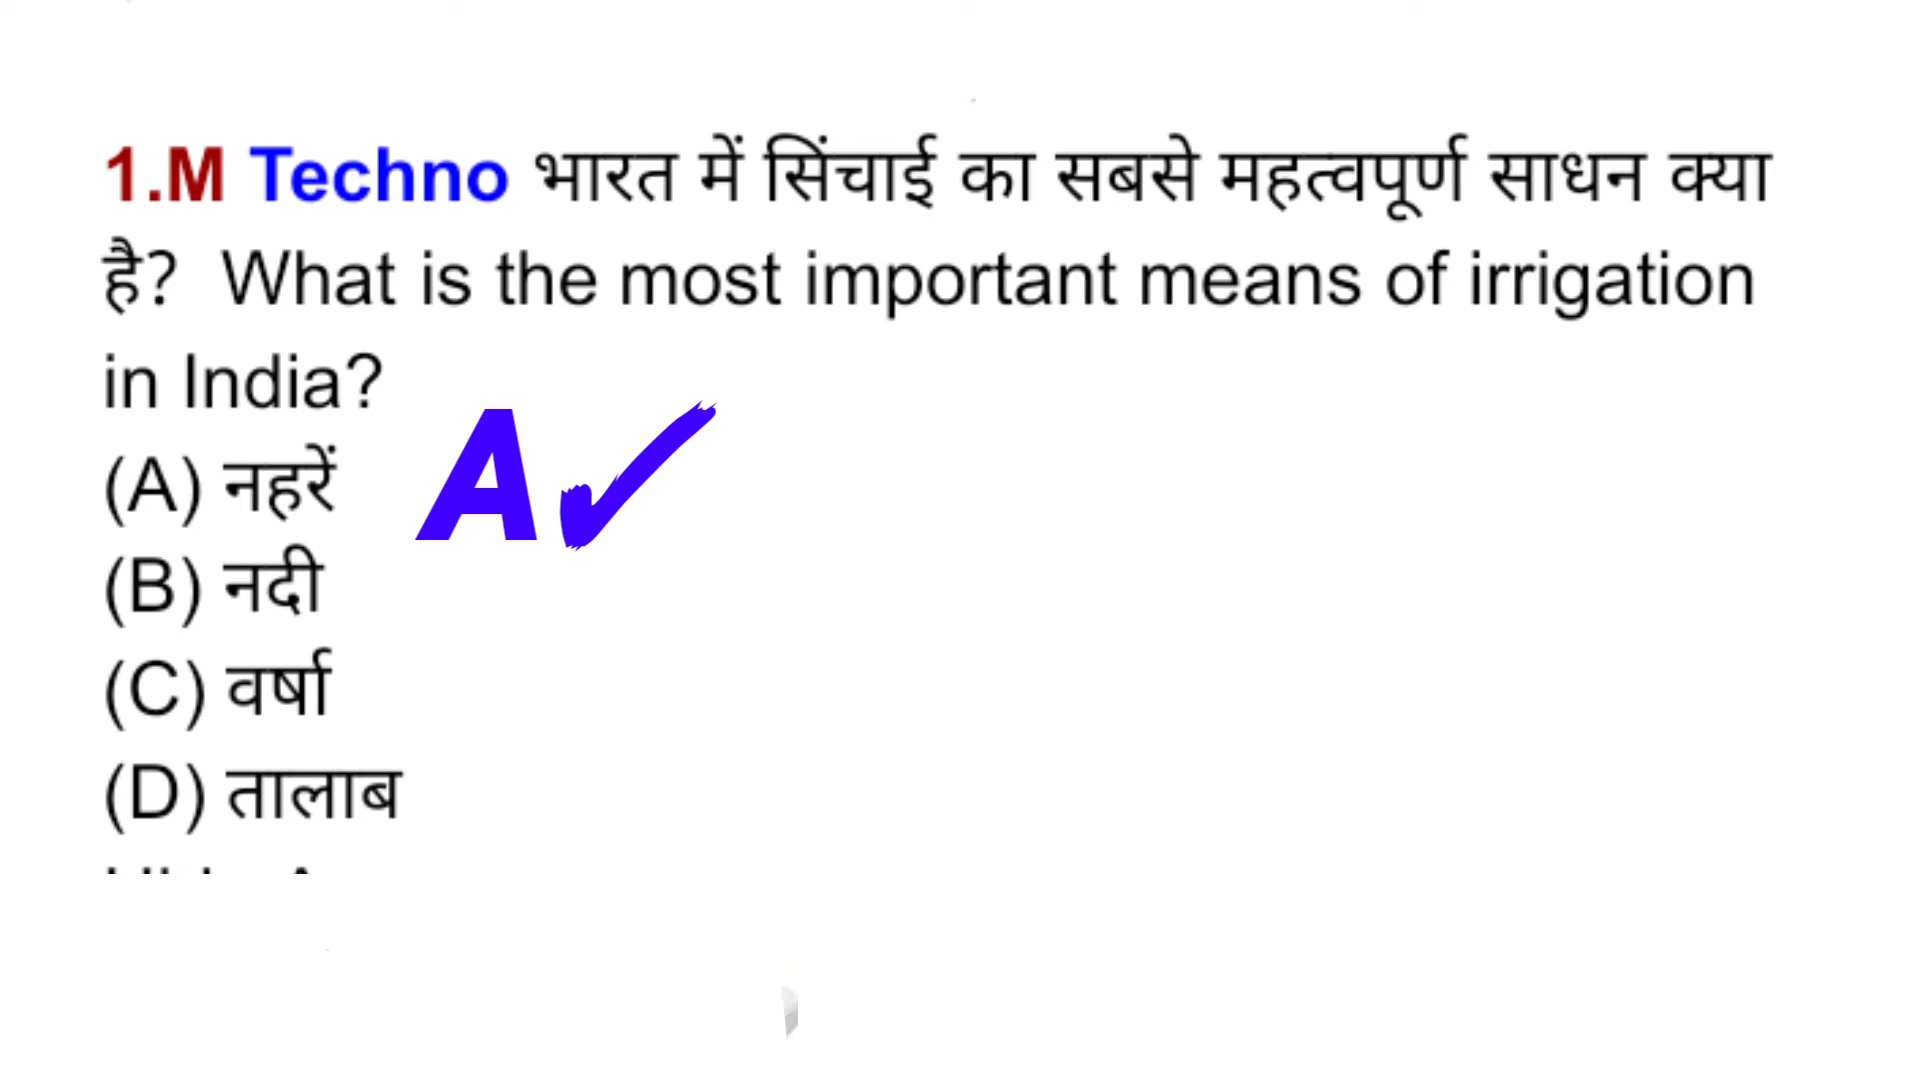 1.M Techno भारत में सिंचाई का सबसे महत्वपूर्ण साधन क्या
है?  What is the most important means of irrigation
in India?
(A) नहरें
A✓
(B) नदी
(C) वर्षा
(D) तालाब